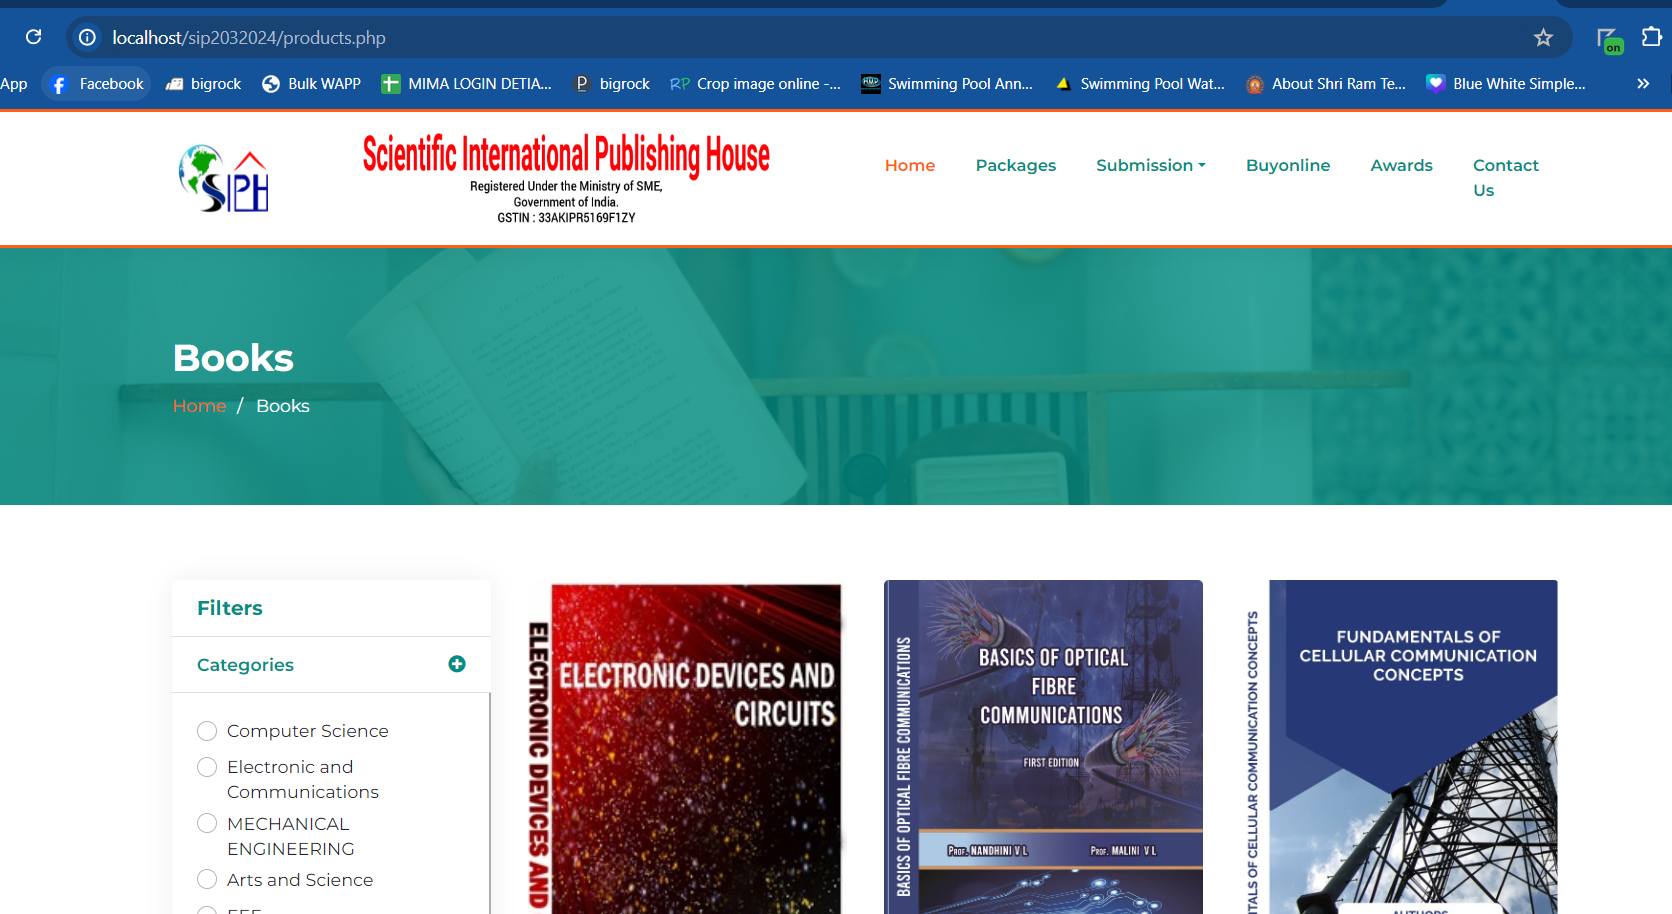 localhost/sip2032024/products.php
on
App
Facebook
bigrock
Bulk WAPP
MIMA LOGIN DETIA...
bigrock
Crop image online -...
Swimming Pool Ann...
Swimming Pool Wat...
About Shri Ram Te...
Blue White Simple...
SIPH
Scientific International Publishing House
Registered Under the Ministry of SME,
Government of India.
GSTIN : 33AKIPR5169F1ZY
Home
Packages
Submission
Buyonline
Awards
Contact
Us
Books
Home / Books
Filters
Categories
Computer Science
Electronic and
Communications
MECHANICAL
ENGINEERING
Arts and Science
EEE
ELECTRONIC DEVICES AND
ELECTRONIC DEVICES AND
CIRCUITS
BASICS OF OPTICAL FIBRE COMMUNICATIONS
BASICS OF OPTICAL
FIBRE
COMMUNICATIONS
FIRST EDITION
PROF. NANDHINI V L
PROF. MALINI V L
NTALS OF CELLULAR COMMUNICATION CONCEPTS
FUNDAMENTALS OF
CELLULAR COMMUNICATION
CONCEPTS
AUTHORS